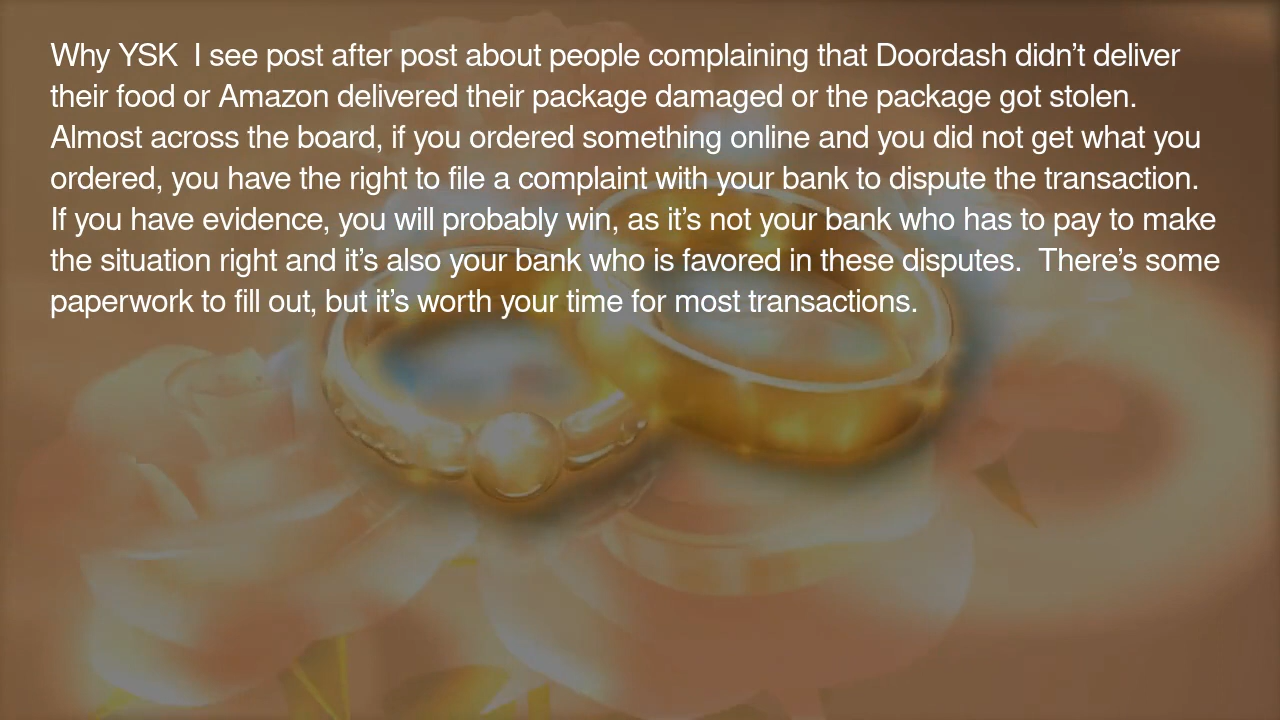 Why YSK  I see post after post about people complaining that Doordash didn’t deliver
their food or Amazon delivered their package damaged or the package got stolen.
Almost across the board, if you ordered something online and you did not get what you
ordered, you have the right to file a complaint with your bank to dispute the transaction.
If you have evidence, you will probably win, as it’s not your bank who has to pay to make
the situation right and it’s also your bank who is favored in these disputes.  There’s some
paperwork to fill out, but it’s worth your time for most transactions.